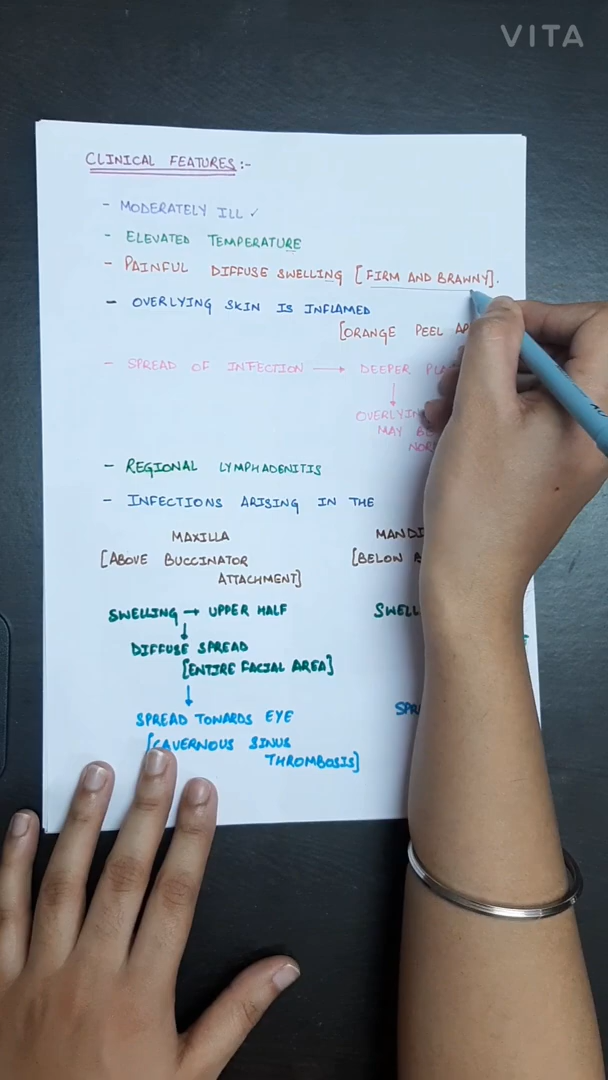 VITA
CLINICAL FEATURES:-
- MODERATELY ILL ✓
- ELEVATED TEMPERATURE
- PAINFUL DIFFUSE SWELLING [FIRM AND BRAWNY].
- OVERLYING SKIN IS INFLAMED
[ORANGE PEEL
- SPREAD OF INFECTION → DEEPER
↓
MAY
- REGIONAL LYMPHADENITIS
- INFECTIONS ARISING IN THE
MAXILLA
[ABOVE BUCCINATOR [BELOW
ATTACHMENT]
SWELLING → UPPER HALF
↓
DIFFUSE SPREAD
[ENTIRE FACIAL AREA]
↓
SPREAD TOWARDS EYE
[CAVERNOUS SINUS
THROMBOSIS]